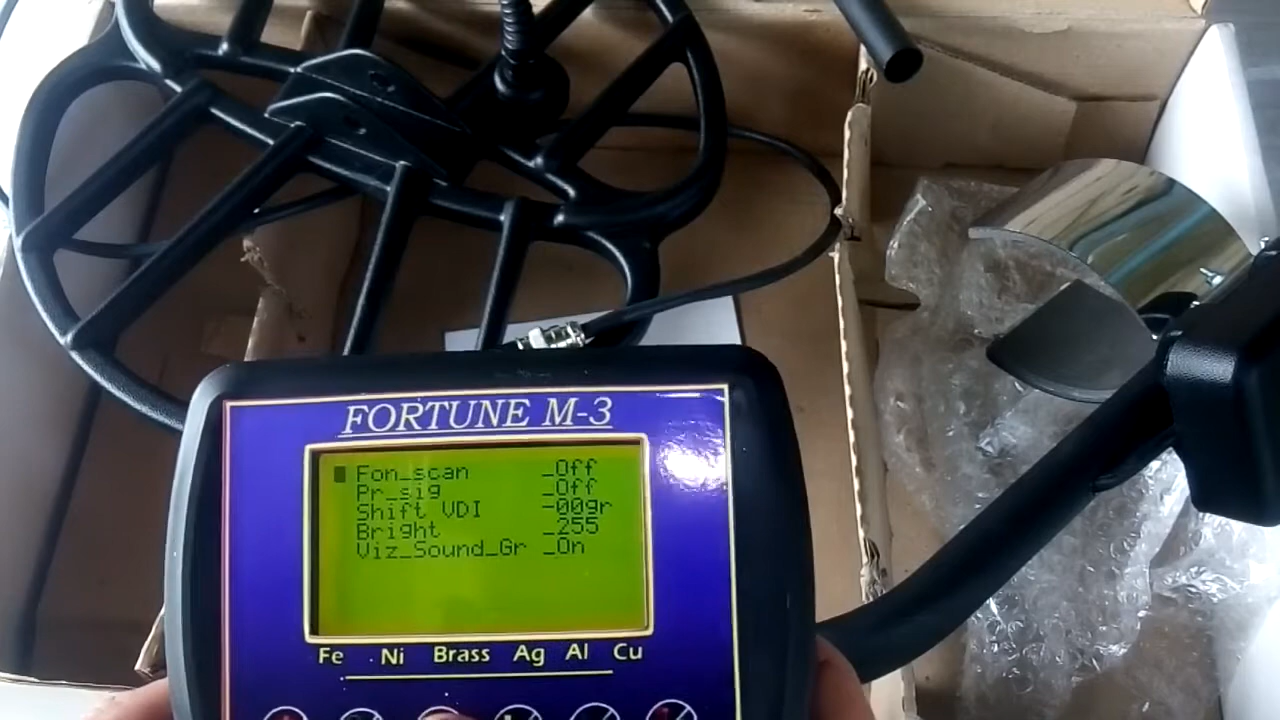 FORTUNE M-3
Fon_scan _Off
Pr_sig _Off
Shift VDI -00gr
Bright _255
Viz_Sound_Gr _On
Fe Ni Brass Ag Al Cu